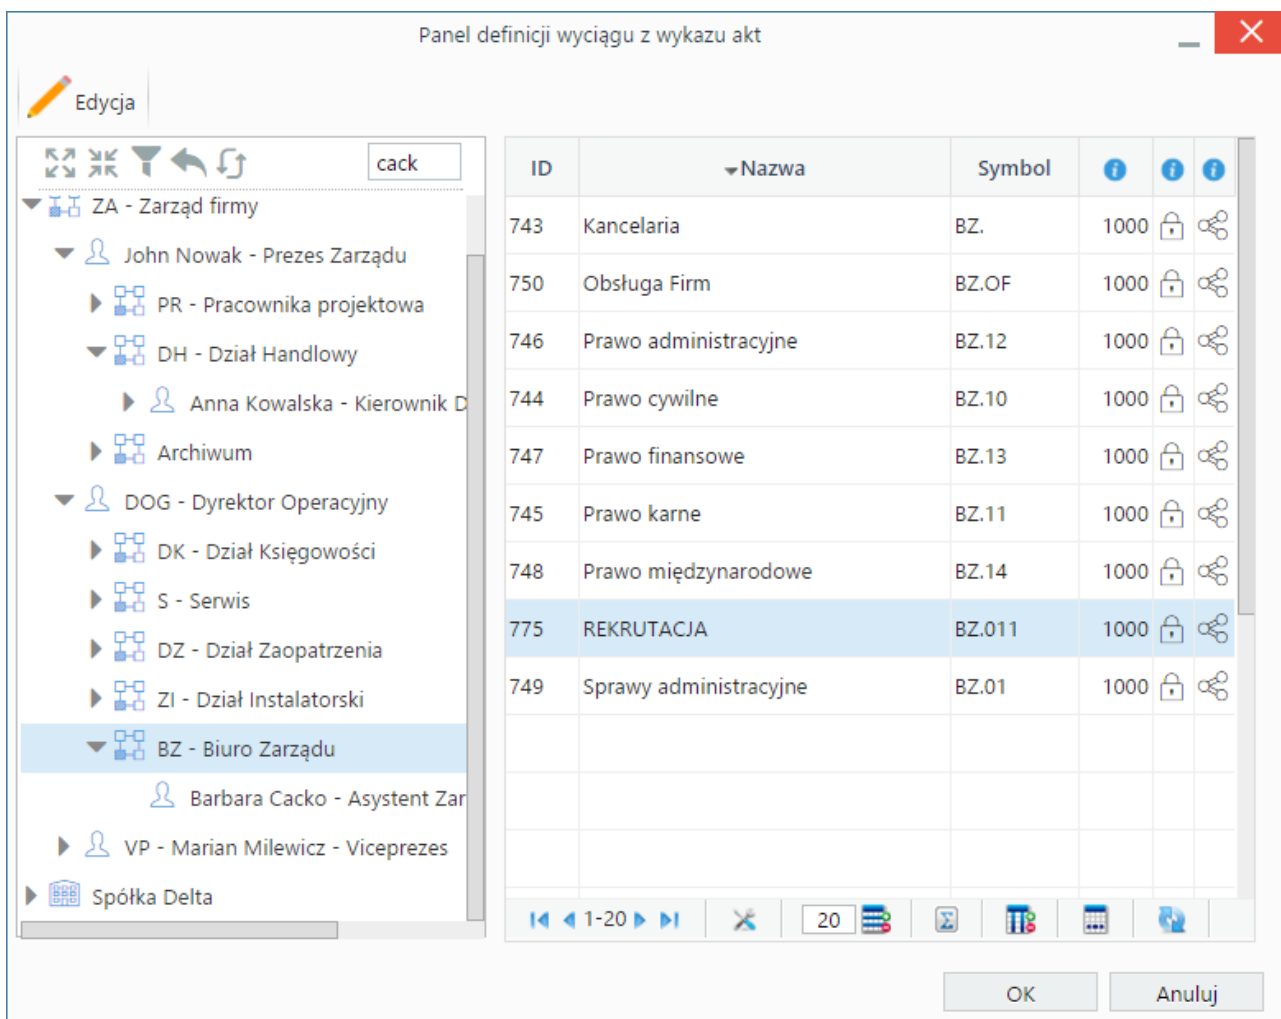 Panel definicji wyciągu z wykazu akt
Edycja
cack
ZA - Zarząd firmy
John Nowak - Prezes Zarządu
PR - Pracownika projektowa
DH - Dział Handlowy
Anna Kowalska - Kierownik D
Archiwum
DOG - Dyrektor Operacyjny
DK - Dział Księgowości
S - Serwis
DZ - Dział Zaopatrzenia
ZI - Dział Instalatorski
BZ - Biuro Zarządu
Barbara Cacko - Asystent Zar
VP - Marian Milewicz - Viceprezes
Spółka Delta
ID Nazwa Symbol
743 Kancelaria BZ. 1000
750 Obsługa Firm BZ.OF 1000
746 Prawo administracyjne BZ.12 1000
744 Prawo cywilne BZ.10 1000
747 Prawo finansowe BZ.13 1000
745 Prawo karne BZ.11 1000
748 Prawo międzynarodowe BZ.14 1000
775 REKRUTACJA BZ.011 1000
749 Sprawy administracyjne BZ.01 1000
1-20 20
OK Anuluj